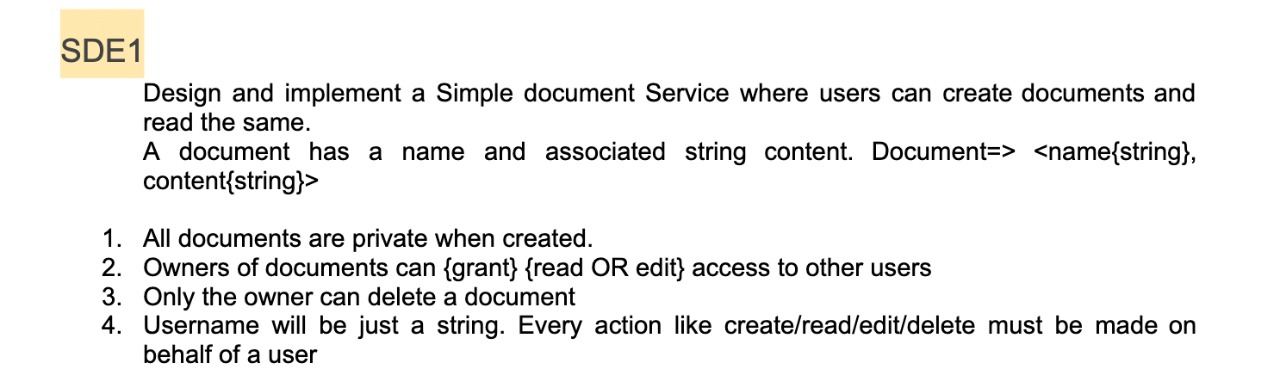 SDE1
Design and implement a Simple document Service where users can create documents and
read the same.
A document has a name and associated string content. Document=> <name{string},
content{string}>
1. All documents are private when created.
2. Owners of documents can {grant} {read OR edit} access to other users
3. Only the owner can delete a document
4. Username will be just a string. Every action like create/read/edit/delete must be made on
behalf of a user